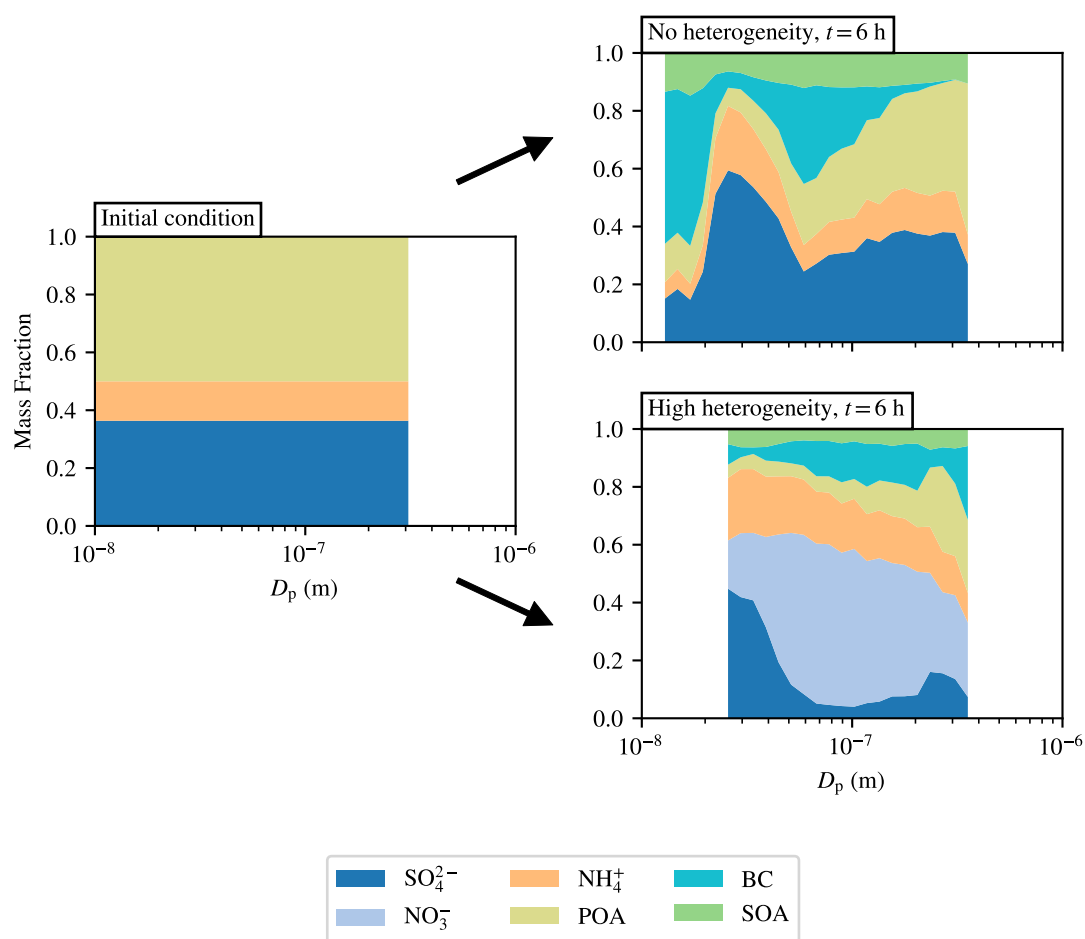 No heterogeneity, t = 6 h
1.0
0.8
0.6
0.4
0.2
0.0
Initial condition
1.0
0.8
0.6
0.4
0.2
0.0
Mass Fraction
10⁻⁸ 10⁻⁷ 10⁻⁶
Dₚ (m)
High heterogeneity, t = 6 h
1.0
0.8
0.6
0.4
0.2
0.0
10⁻⁸ 10⁻⁷ 10⁻⁶
Dₚ (m)
SO₄²⁻ NH₄⁺ BC
NO₃⁻ POA SOA